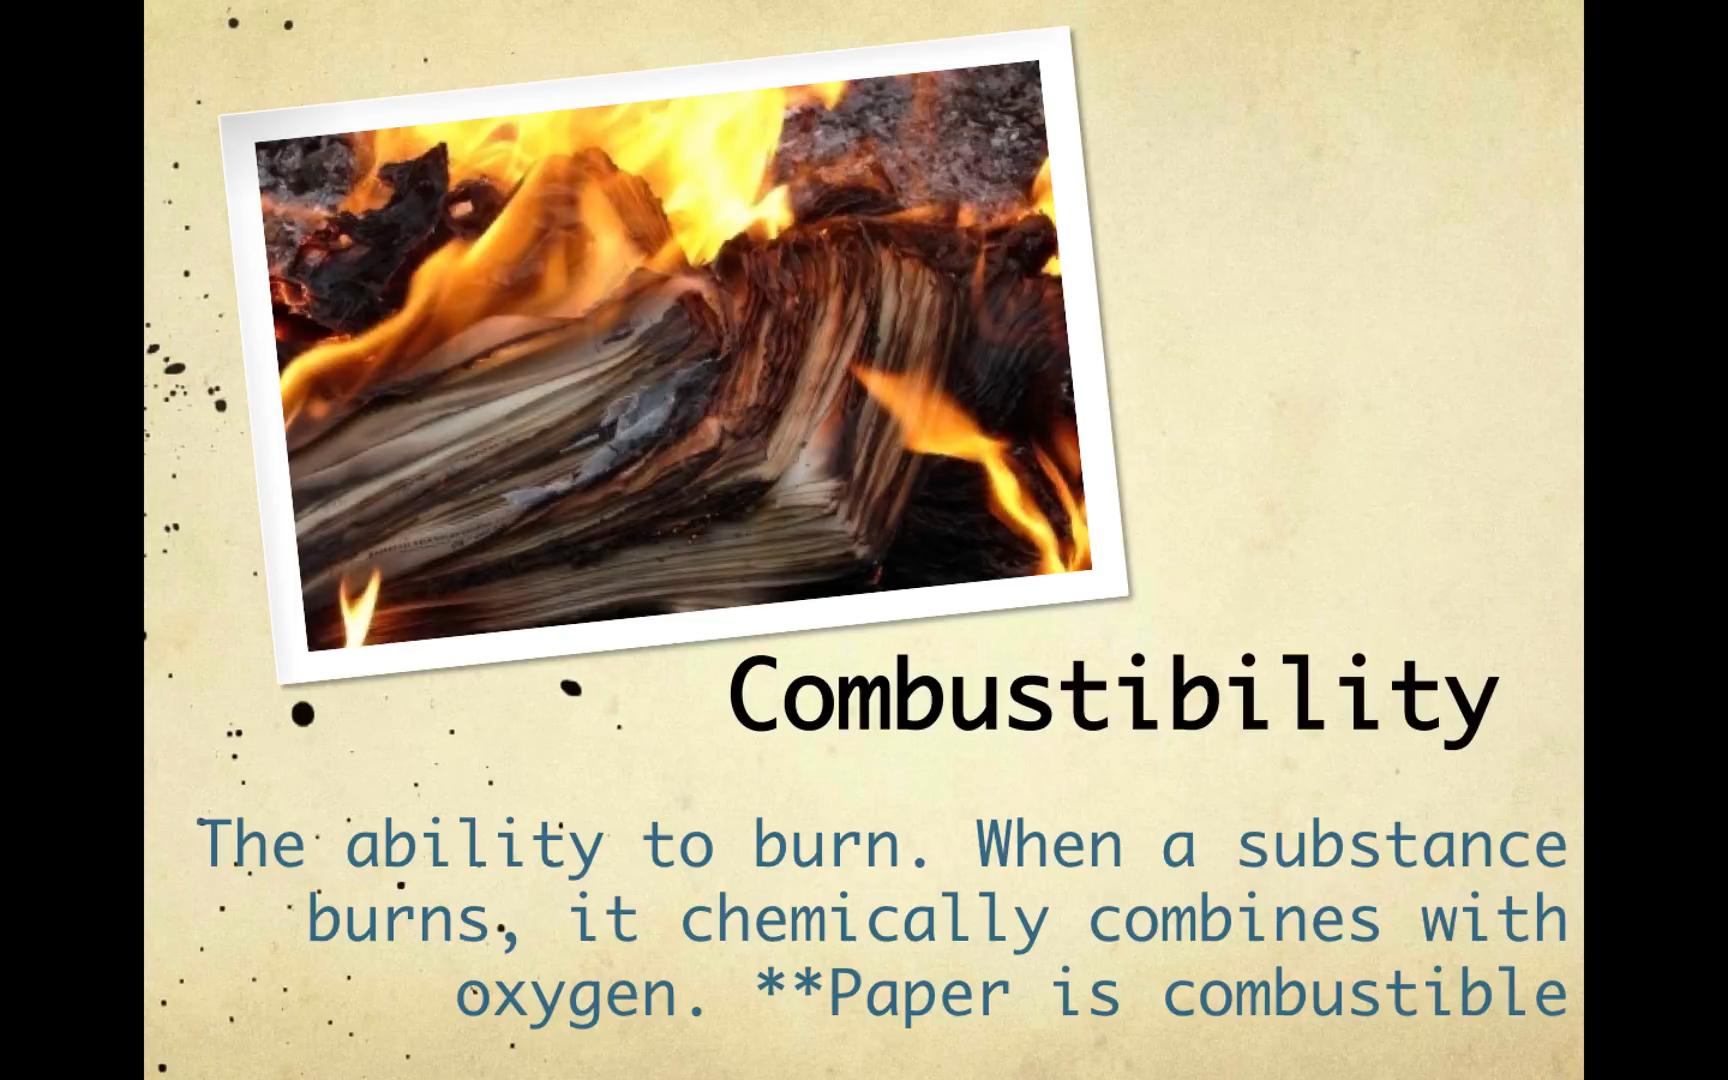 Combustibility
The ability to burn. When a substance
burns, it chemically combines with
oxygen. **Paper is combustible